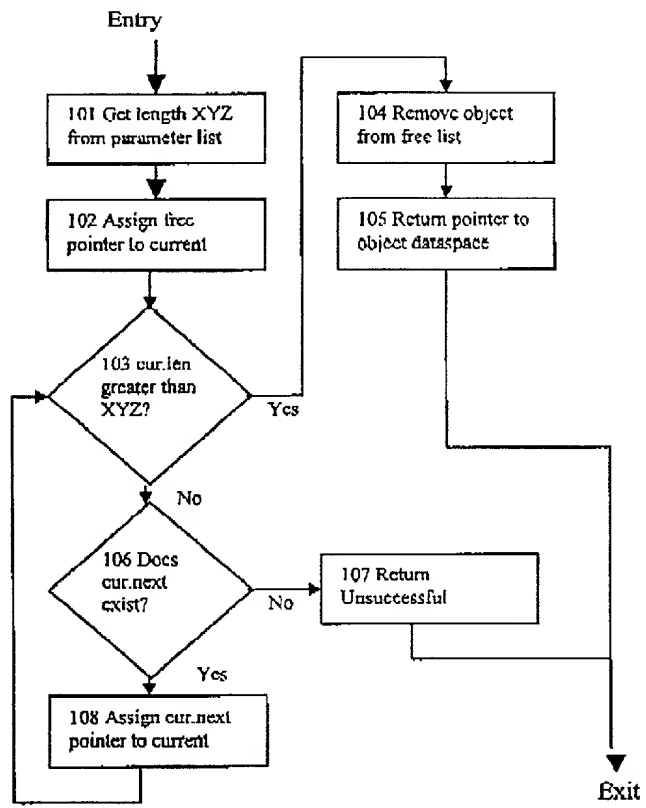 Entry
101 Get length XYZ
from parameter list
102 Assign free
pointer to current
103 cur.len
greater than
XYZ?
Yes
104 Remove object
from free list
105 Return pointer to
object dataspace
No
106 Does
cur.next
exist?
No
107 Return
Unsuccessful
Yes
108 Assign cur.next
pointer to current
Exit